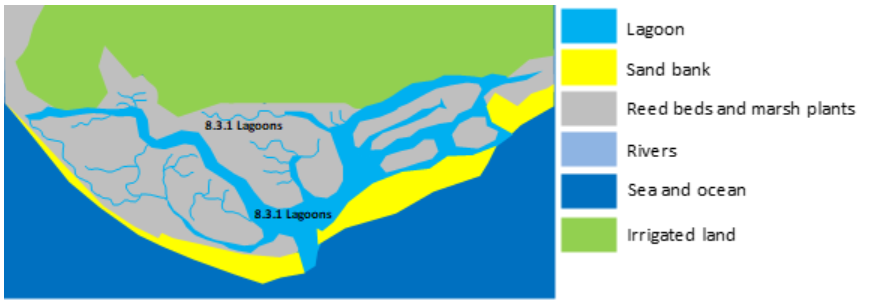 8.3.1 Lagoons
8.3.1 Lagoons
Lagoon
Sand bank
Reed beds and marsh plants
Rivers
Sea and ocean
Irrigated land